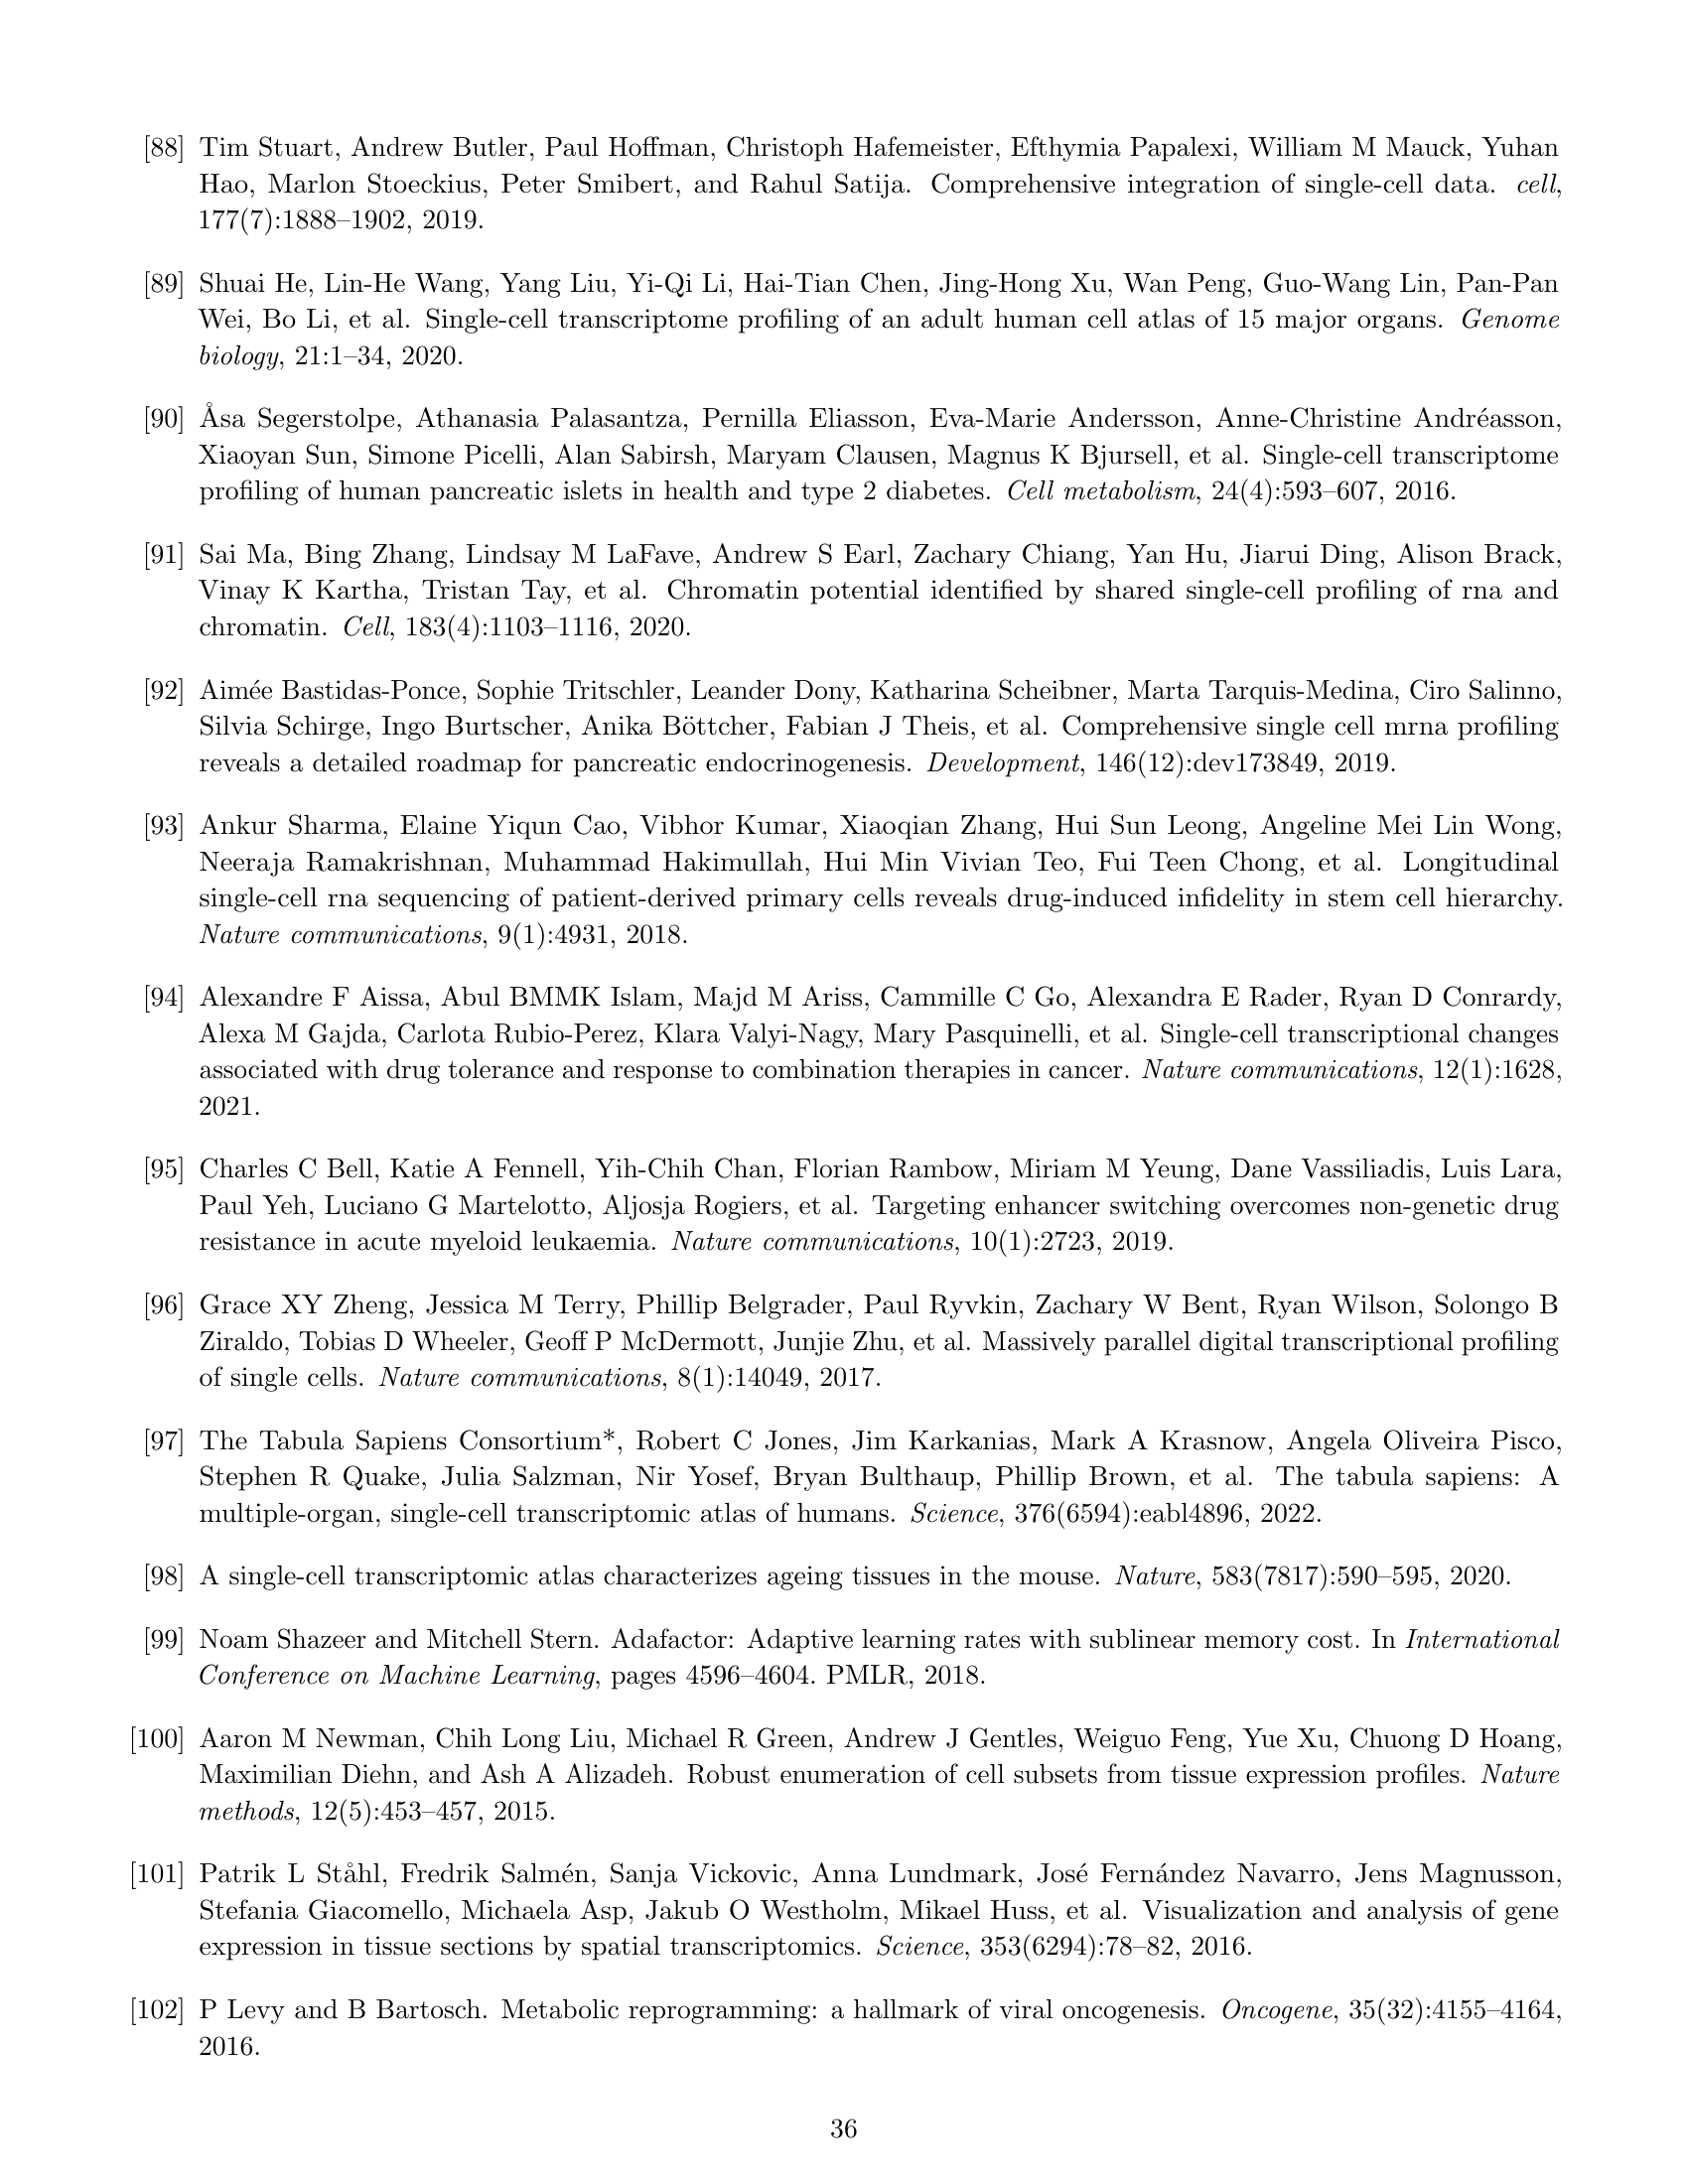 [88] Tim Stuart, Andrew Butler, Paul Hoffman, Christoph Hafemeister, Efthymia Papalexi, William M Mauck, Yuhan
Hao, Marlon Stoeckius, Peter Smibert, and Rahul Satija. Comprehensive integration of single-cell data. cell,
177(7):1888–1902, 2019.
[89] Shuai He, Lin-He Wang, Yang Liu, Yi-Qi Li, Hai-Tian Chen, Jing-Hong Xu, Wan Peng, Guo-Wang Lin, Pan-Pan
Wei, Bo Li, et al. Single-cell transcriptome profiling of an adult human cell atlas of 15 major organs. Genome
biology, 21:1–34, 2020.
[90] Åsa Segerstolpe, Athanasia Palasantza, Pernilla Eliasson, Eva-Marie Andersson, Anne-Christine Andréasson,
Xiaoyan Sun, Simone Picelli, Alan Sabirsh, Maryam Clausen, Magnus K Bjursell, et al. Single-cell transcriptome
profiling of human pancreatic islets in health and type 2 diabetes. Cell metabolism, 24(4):593–607, 2016.
[91] Sai Ma, Bing Zhang, Lindsay M LaFave, Andrew S Earl, Zachary Chiang, Yan Hu, Jiarui Ding, Alison Brack,
Vinay K Kartha, Tristan Tay, et al. Chromatin potential identified by shared single-cell profiling of rna and
chromatin. Cell, 183(4):1103–1116, 2020.
[92] Aimée Bastidas-Ponce, Sophie Tritschler, Leander Dony, Katharina Scheibner, Marta Tarquis-Medina, Ciro Salinno,
Silvia Schirge, Ingo Burtscher, Anika Böttcher, Fabian J Theis, et al. Comprehensive single cell mrna profiling
reveals a detailed roadmap for pancreatic endocrinogenesis. Development, 146(12):dev173849, 2019.
[93] Ankur Sharma, Elaine Yiqun Cao, Vibhor Kumar, Xiaoqian Zhang, Hui Sun Leong, Angeline Mei Lin Wong,
Neeraja Ramakrishnan, Muhammad Hakimullah, Hui Min Vivian Teo, Fui Teen Chong, et al. Longitudinal
single-cell rna sequencing of patient-derived primary cells reveals drug-induced infidelity in stem cell hierarchy.
Nature communications, 9(1):4931, 2018.
[94] Alexandre F Aissa, Abul BMMK Islam, Majd M Ariss, Cammille C Go, Alexandra E Rader, Ryan D Conrardy,
Alexa M Gajda, Carlota Rubio-Perez, Klara Valyi-Nagy, Mary Pasquinelli, et al. Single-cell transcriptional changes
associated with drug tolerance and response to combination therapies in cancer. Nature communications, 12(1):1628,
2021.
[95] Charles C Bell, Katie A Fennell, Yih-Chih Chan, Florian Rambow, Miriam M Yeung, Dane Vassiliadis, Luis Lara,
Paul Yeh, Luciano G Martelotto, Aljosja Rogiers, et al. Targeting enhancer switching overcomes non-genetic drug
resistance in acute myeloid leukaemia. Nature communications, 10(1):2723, 2019.
[96] Grace XY Zheng, Jessica M Terry, Phillip Belgrader, Paul Ryvkin, Zachary W Bent, Ryan Wilson, Solongo B
Ziraldo, Tobias D Wheeler, Geoff P McDermott, Junjie Zhu, et al. Massively parallel digital transcriptional profiling
of single cells. Nature communications, 8(1):14049, 2017.
[97] The Tabula Sapiens Consortium*, Robert C Jones, Jim Karkanias, Mark A Krasnow, Angela Oliveira Pisco,
Stephen R Quake, Julia Salzman, Nir Yosef, Bryan Bulthaup, Phillip Brown, et al. The tabula sapiens: A
multiple-organ, single-cell transcriptomic atlas of humans. Science, 376(6594):eabl4896, 2022.
[98] A single-cell transcriptomic atlas characterizes ageing tissues in the mouse. Nature, 583(7817):590–595, 2020.
[99] Noam Shazeer and Mitchell Stern. Adafactor: Adaptive learning rates with sublinear memory cost. In International
Conference on Machine Learning, pages 4596–4604. PMLR, 2018.
[100] Aaron M Newman, Chih Long Liu, Michael R Green, Andrew J Gentles, Weiguo Feng, Yue Xu, Chuong D Hoang,
Maximilian Diehn, and Ash A Alizadeh. Robust enumeration of cell subsets from tissue expression profiles. Nature
methods, 12(5):453–457, 2015.
[101] Patrik L Ståhl, Fredrik Salmén, Sanja Vickovic, Anna Lundmark, José Fernández Navarro, Jens Magnusson,
Stefania Giacomello, Michaela Asp, Jakub O Westholm, Mikael Huss, et al. Visualization and analysis of gene
expression in tissue sections by spatial transcriptomics. Science, 353(6294):78–82, 2016.
[102] P Levy and B Bartosch. Metabolic reprogramming: a hallmark of viral oncogenesis. Oncogene, 35(32):4155–4164,
2016.
36